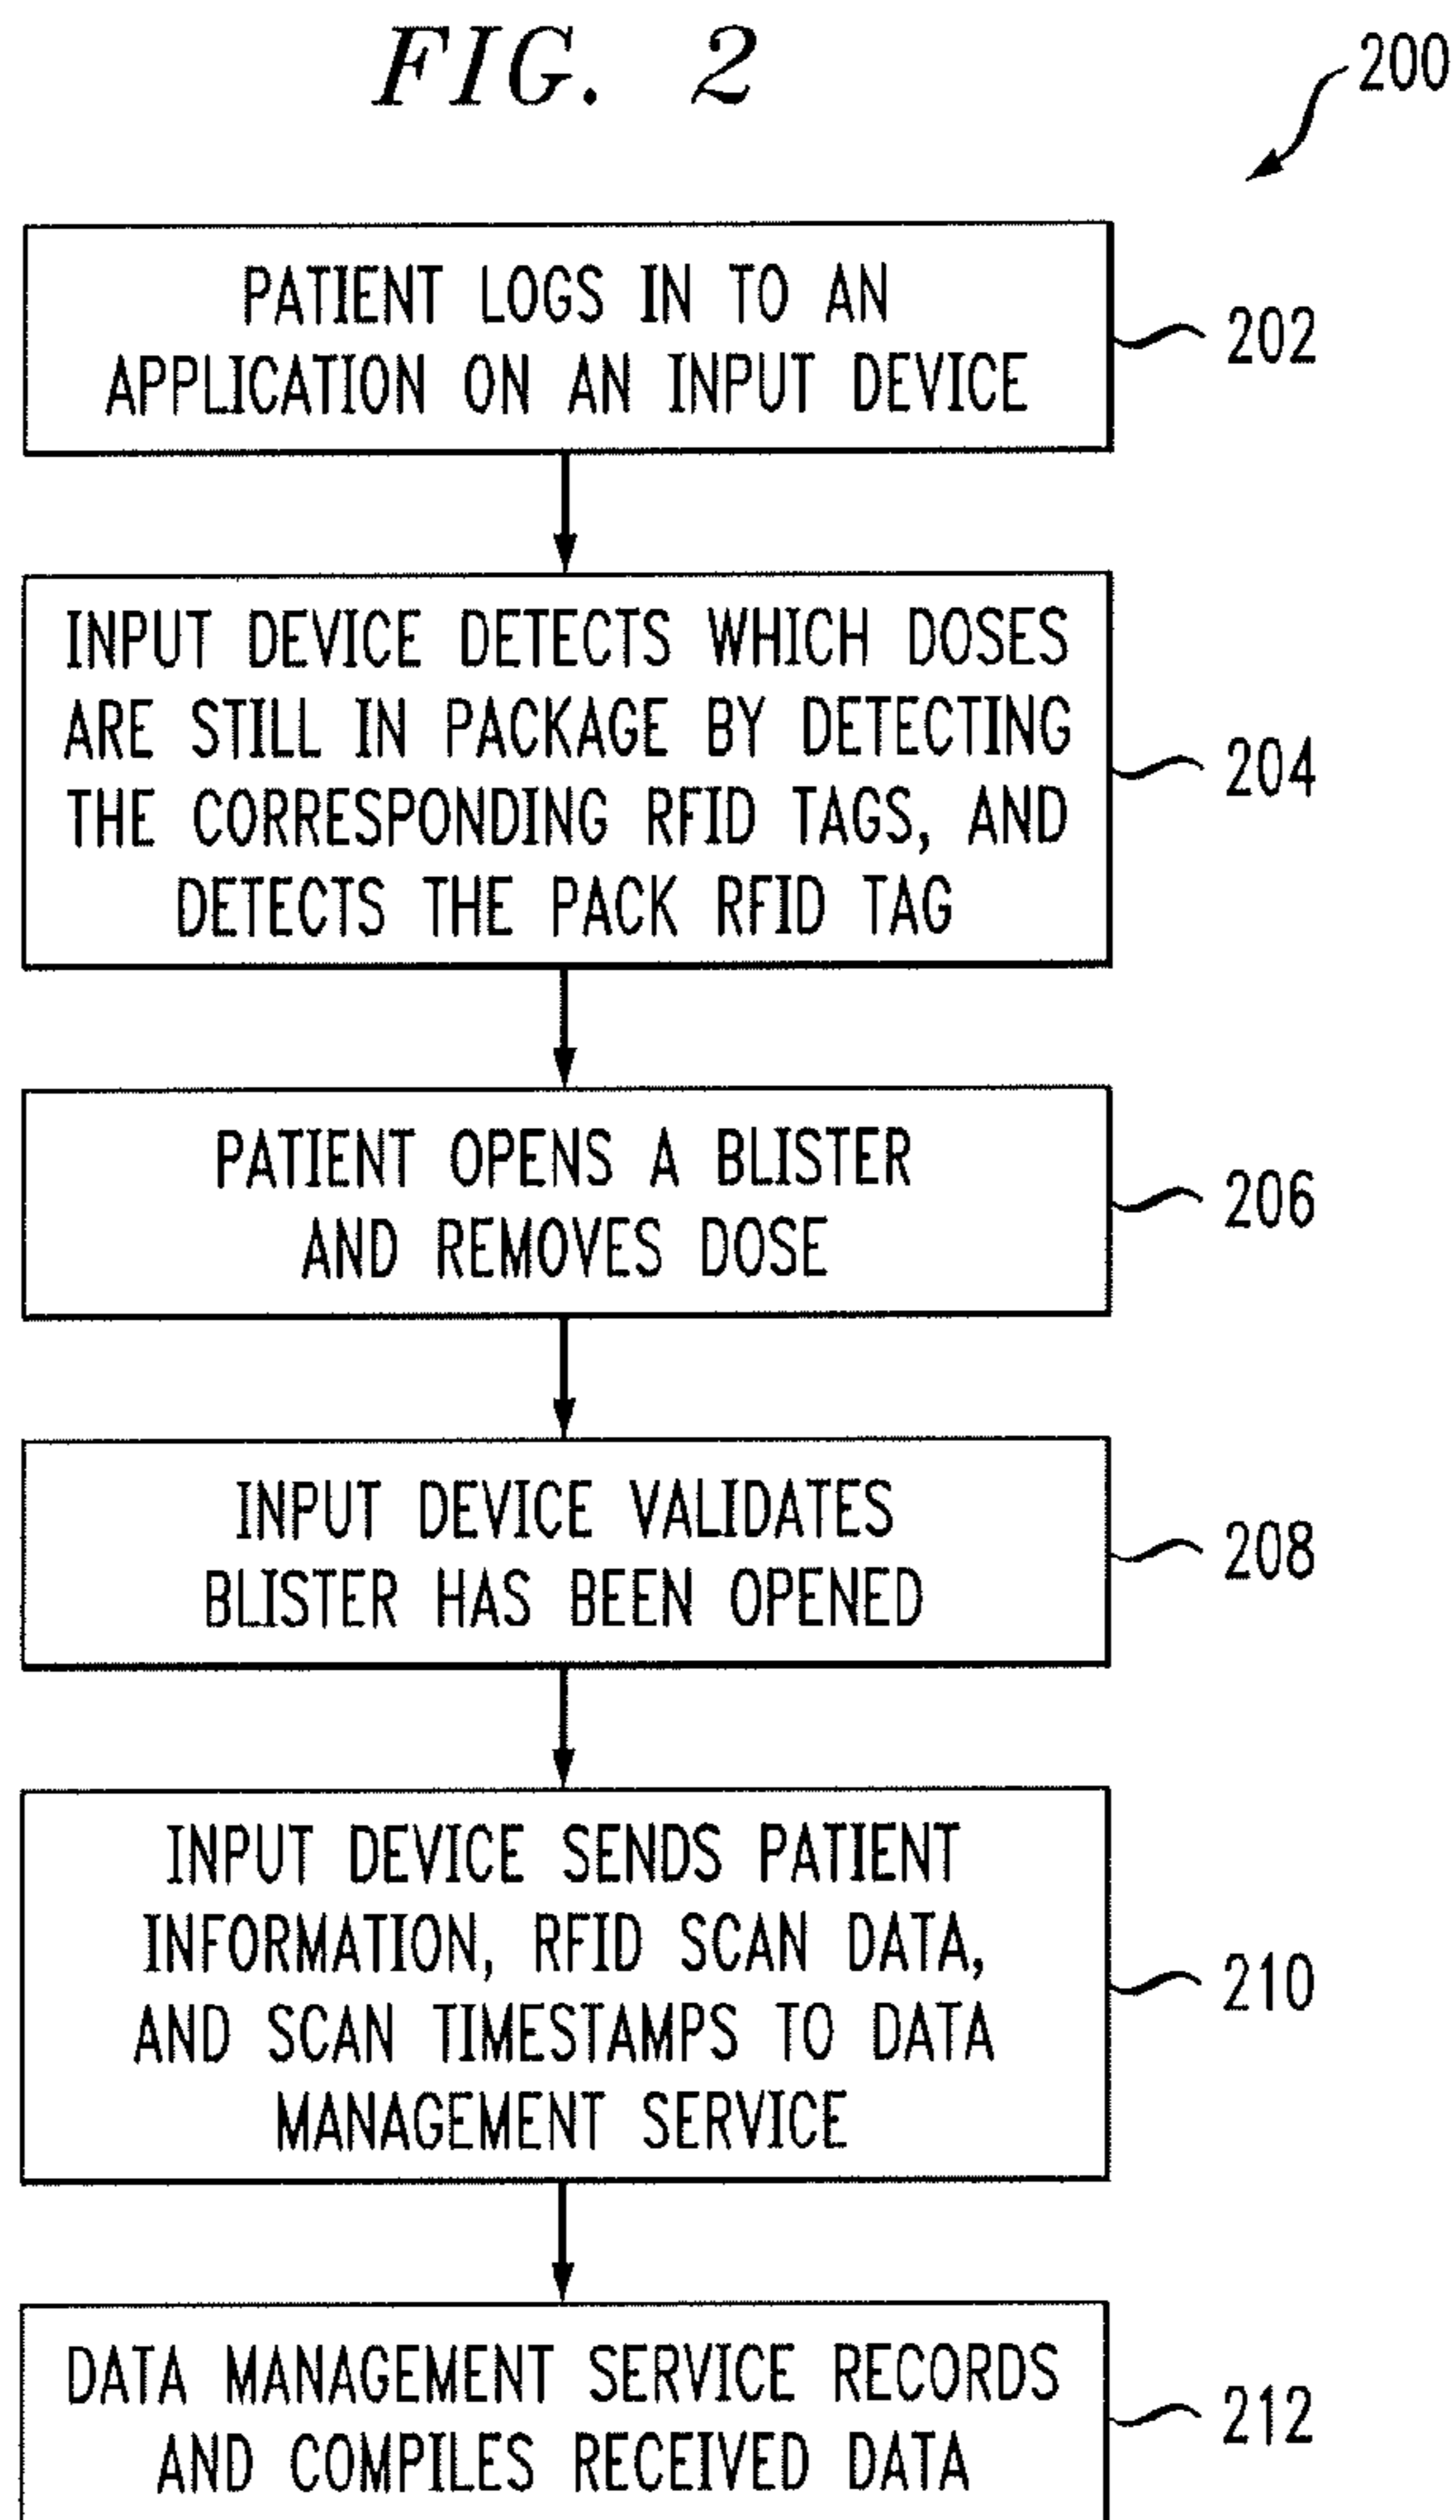 FIG. 2
200
PATIENT LOGS IN TO AN
APPLICATION ON AN INPUT DEVICE
202
INPUT DEVICE DETECTS WHICH DOSES
ARE STILL IN PACKAGE BY DETECTING
THE CORRESPONDING RFID TAGS, AND
DETECTS THE PACK RFID TAG
204
PATIENT OPENS A BLISTER
AND REMOVES DOSE
206
INPUT DEVICE VALIDATES
BLISTER HAS BEEN OPENED
208
INPUT DEVICE SENDS PATIENT
INFORMATION, RFID SCAN DATA,
AND SCAN TIMESTAMPS TO DATA
MANAGEMENT SERVICE
210
DATA MANAGEMENT SERVICE RECORDS
AND COMPILES RECEIVED DATA
212